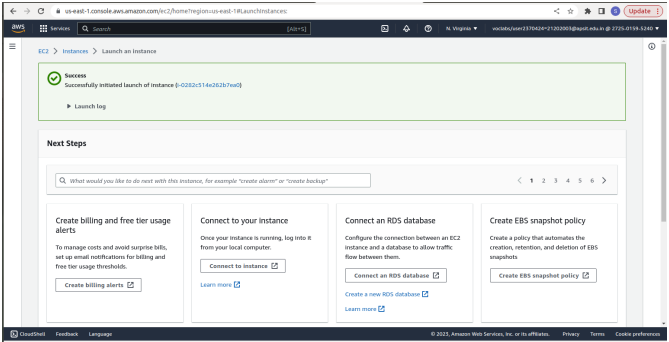 us-east-1.console.aws.amazon.com/ec2/home?region=us-east-1#LaunchInstances:
Update
aws
Services
Search
[Alt+S]
N. Virginia
voclabs/user2370424=21202003@apsit.edu.in @ 2725-0159-5240
EC2 > Instances > Launch an instance
Success
Successfully initiated launch of instance (i-0282c514e262b7ea0)
Launch log
Next Steps
What would you like to do next with this instance, for example "create alarm" or "create backup"
1 2 3 4 5 6
Create billing and free tier usage
alerts
To manage costs and avoid surprise bills,
set up email notifications for billing and
free tier usage thresholds.
Create billing alerts
Connect to your instance
Once your instance is running, log into it
from your local computer.
Connect to instance
Learn more
Connect an RDS database
Configure the connection between an EC2
instance and a database to allow traffic
flow between them.
Connect an RDS database
Create a new RDS database
Learn more
Create EBS snapshot policy
Create a policy that automates the
creation, retention, and deletion of EBS
snapshots
Create EBS snapshot policy
CloudShell
Feedback
Language
© 2023, Amazon Web Services, Inc. or its affiliates.
Privacy
Terms
Cookie preferences